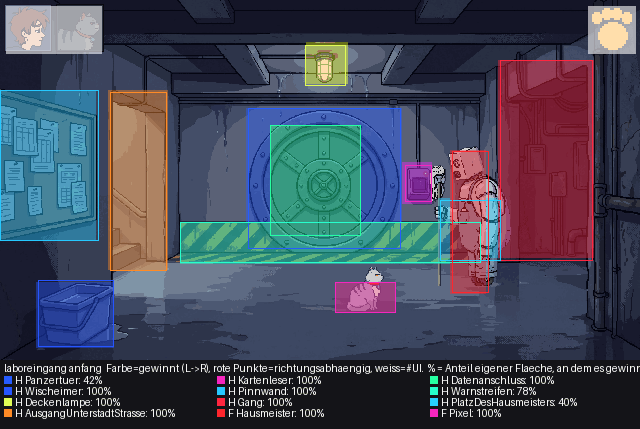 laboreingang anfang Farbe=gewinnt (L->R), rote Punkte=richtungsabhaengig, weiss=#UI. % = Anteil eigener Flaeche, an dem es gewinn
H Panzertuer: 42%
H Kartenleser: 100%
H Datenanschluss: 100%
H Wischeimer: 100%
H Pinnwand: 100%
H Warnstreifen: 78%
H Deckenlampe: 100%
H Gang: 100%
H PlatzDesHausmeisters: 40%
H AusgangUnterstadtStrasse: 100%
F Hausmeister: 100%
F Pixel: 100%